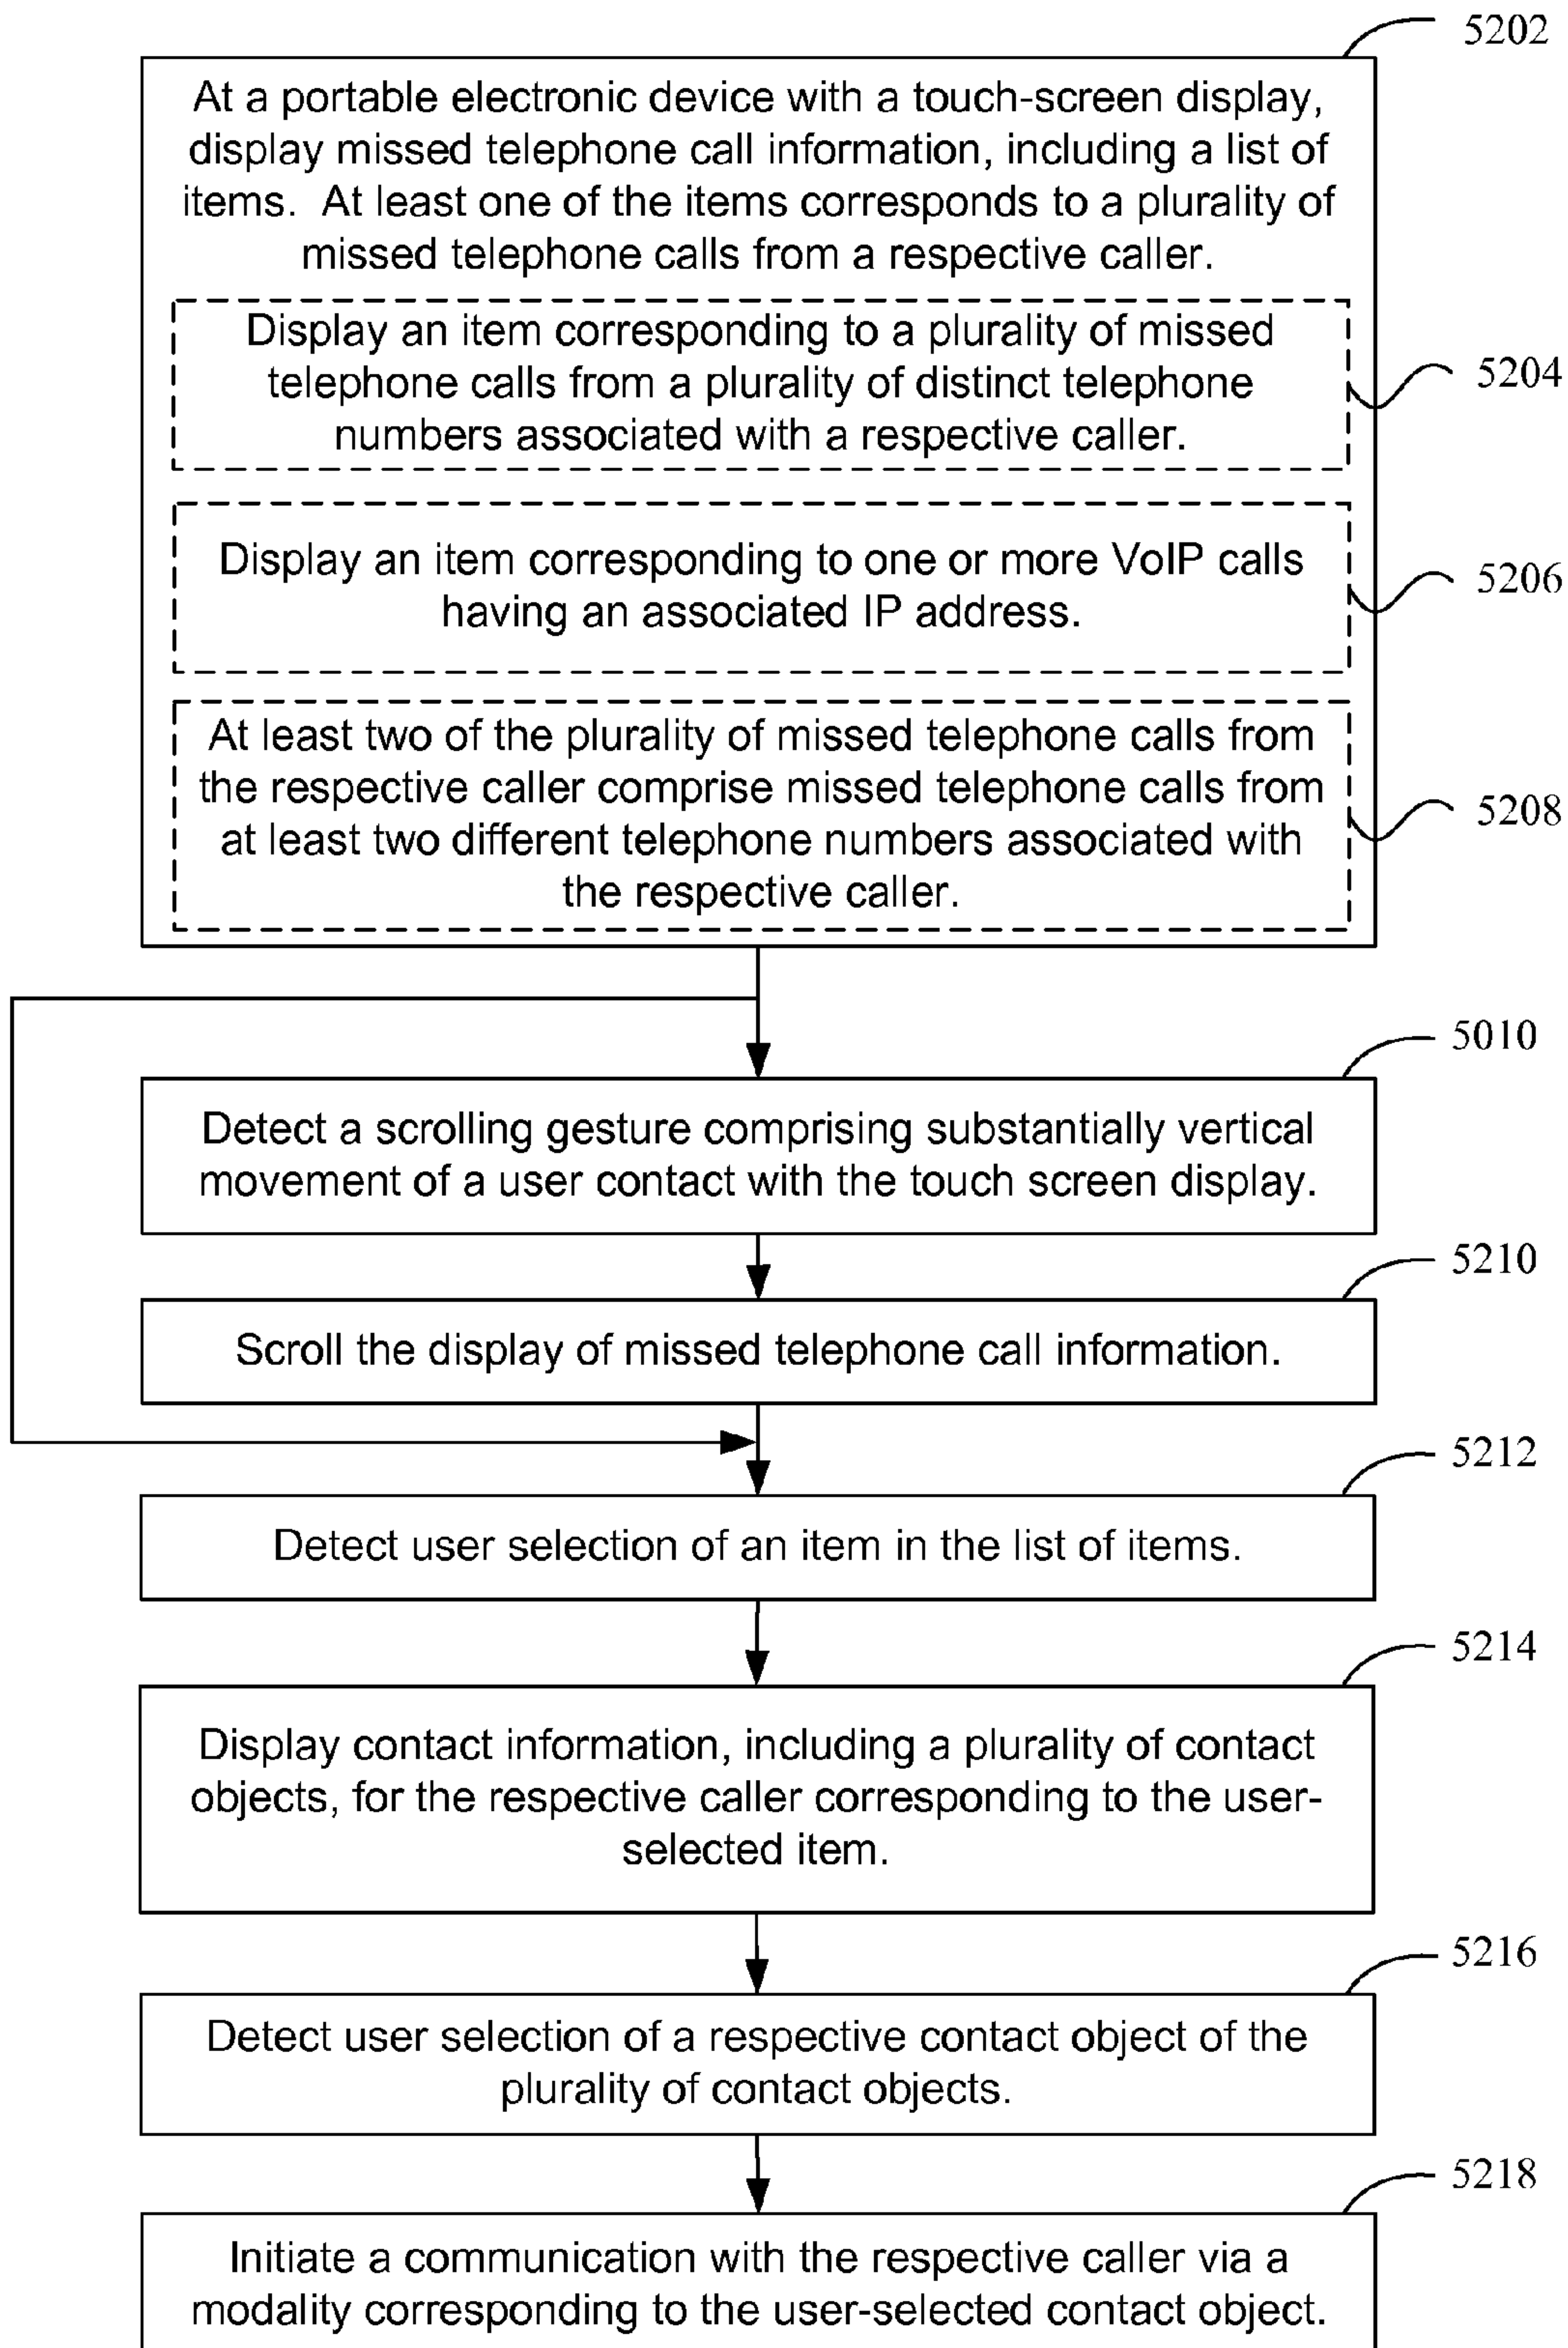 5202
At a portable electronic device with a touch-screen display,
display missed telephone call information, including a list of
items.  At least one of the items corresponds to a plurality of
missed telephone calls from a respective caller.
Display an item corresponding to a plurality of missed
telephone calls from a plurality of distinct telephone
numbers associated with a respective caller.
5204
Display an item corresponding to one or more VoIP calls
having an associated IP address.
5206
At least two of the plurality of missed telephone calls from
the respective caller comprise missed telephone calls from
at least two different telephone numbers associated with
the respective caller.
5208
5010
Detect a scrolling gesture comprising substantially vertical
movement of a user contact with the touch screen display.
5210
Scroll the display of missed telephone call information.
5212
Detect user selection of an item in the list of items.
5214
Display contact information, including a plurality of contact
objects, for the respective caller corresponding to the user-
selected item.
5216
Detect user selection of a respective contact object of the
plurality of contact objects.
5218
Initiate a communication with the respective caller via a
modality corresponding to the user-selected contact object.